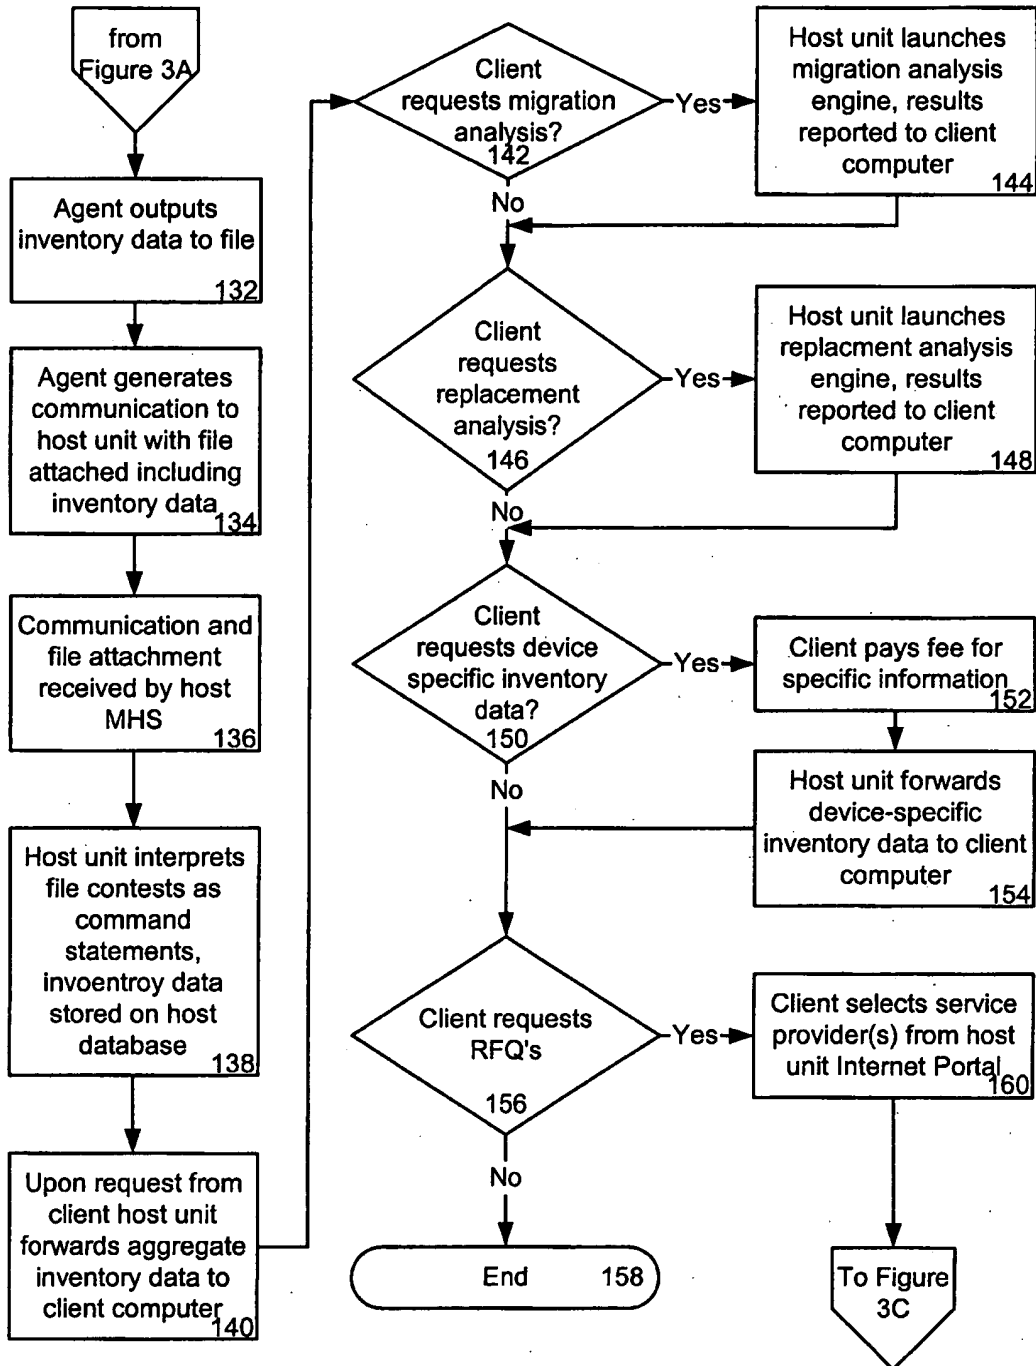 from
Figure 3A
Agent outputs
inventory data to file
132
Agent generates
communication to
host unit with file
attached including
inventory data
134
Communication and
file attachment
received by host
MHS
136
Host unit interprets
file contests as
command
statements,
invoentroy data
stored on host
database
138
Upon request from
client host unit
forwards aggregate
inventory data to
client computer
140
Client
requests migration
analysis?
142
Yes
No
Host unit launches
migration analysis
engine, results
reported to client
computer
144
Client
requests
replacement
analysis?
146
Yes
No
Host unit launches
replacment analysis
engine, results
reported to client
computer
148
Client
requests device
specific inventory
data?
150
Yes
No
Client pays fee for
specific information
152
Host unit forwards
device-specific
inventory data to client
computer
154
Client requests
RFQ's
156
Yes
No
Client selects service
provider(s) from host
unit Internet Portal
160
End 158
To Figure
3C